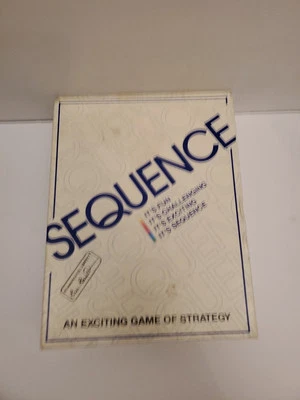 SEQUENCE
IT'S FUN
IT'S CHALLENGING
IT'S EXCITING
IT'S SEQUENCE
AN EXCITING GAME OF STRATEGY